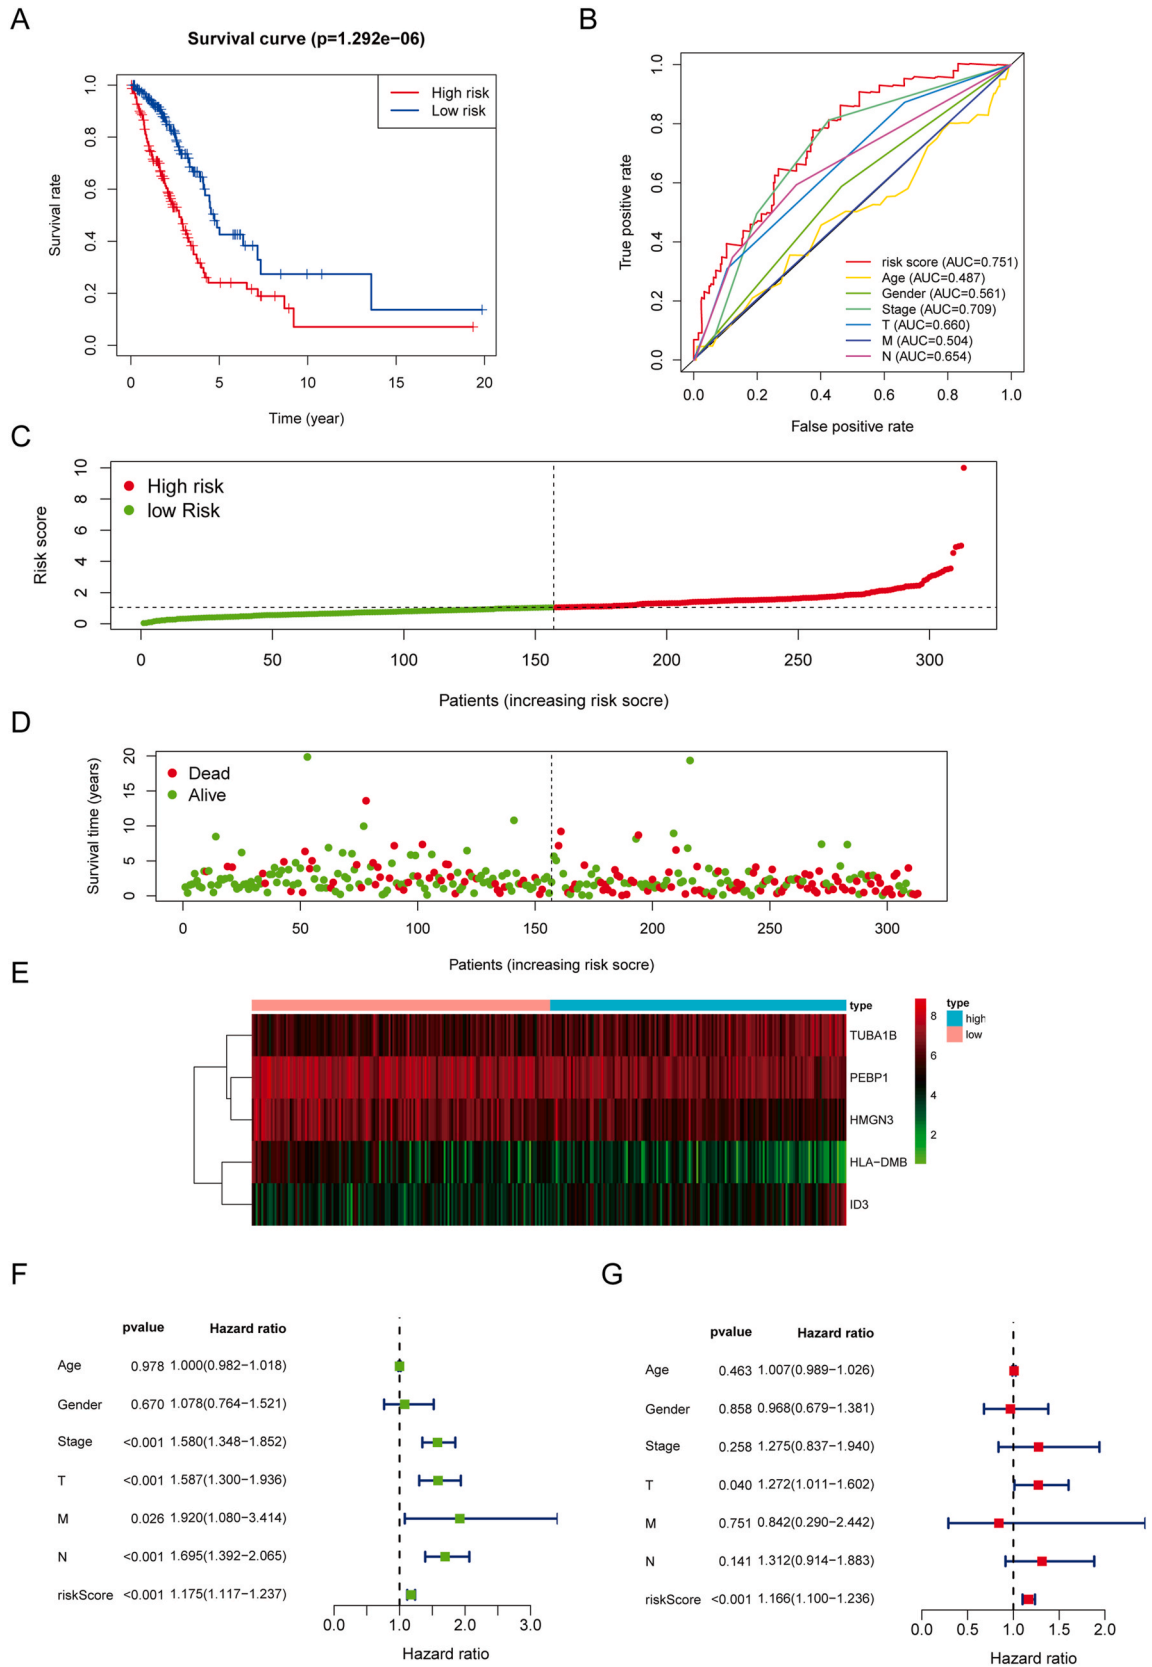 A
Survival curve (p=1.292e−06)
High risk
Low risk
Survival rate
0.0 0.2 0.4 0.6 0.8 1.0
0 5 10 15 20
Time (year)
B
True positive rate
0.0 0.2 0.4 0.6 0.8 1.0
risk score (AUC=0.751)
Age (AUC=0.487)
Gender (AUC=0.561)
Stage (AUC=0.709)
T (AUC=0.660)
M (AUC=0.504)
N (AUC=0.654)
0.0 0.2 0.4 0.6 0.8 1.0
False positive rate
C
High risk
low Risk
Risk score
10
8
6
4
2
0
0 50 100 150 200 250 300
Patients (increasing risk socre)
D
Dead
Alive
Survival time (years)
0 5 10 15 20
0 50 100 150 200 250 300
Patients (increasing risk socre)
E
type
TUBA1B
PEBP1
HMGN3
HLA−DMB
ID3
8
6
4
2
type
high
low
F
pvalue Hazard ratio
Age 0.978 1.000(0.982−1.018)
Gender 0.670 1.078(0.764−1.521)
Stage <0.001 1.580(1.348−1.852)
T <0.001 1.587(1.300−1.936)
M 0.026 1.920(1.080−3.414)
N <0.001 1.695(1.392−2.065)
riskScore <0.001 1.175(1.117−1.237)
0.0 1.0 2.0 3.0
Hazard ratio
G
pvalue Hazard ratio
Age 0.463 1.007(0.989−1.026)
Gender 0.858 0.968(0.679−1.381)
Stage 0.258 1.275(0.837−1.940)
T 0.040 1.272(1.011−1.602)
M 0.751 0.842(0.290−2.442)
N 0.141 1.312(0.914−1.883)
riskScore <0.001 1.166(1.100−1.236)
0.0 0.5 1.0 1.5 2.0
Hazard ratio